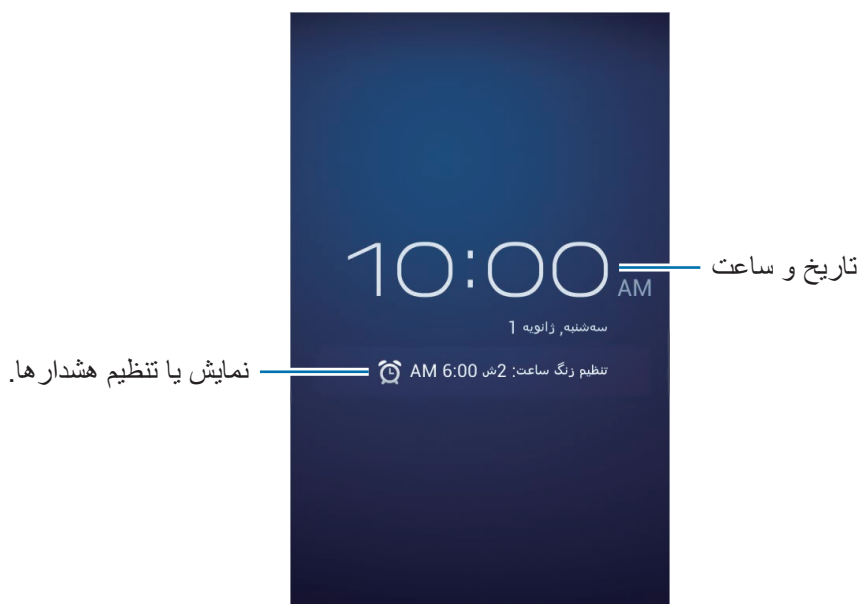 10:00 AM
تاریخ و ساعت
سه‌شنبه, ژانویه 1
تنظیم زنگ ساعت: 2ش 6:00 AM
نمایش یا تنظیم هشدارها.